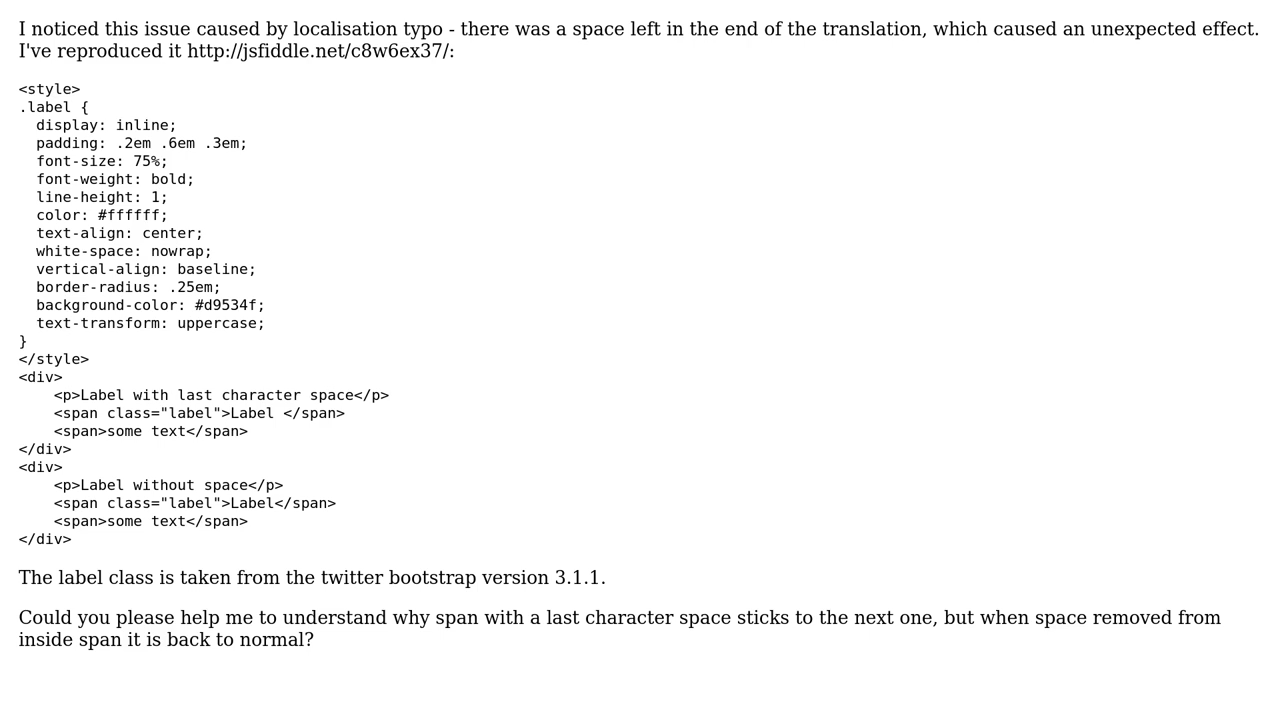 I noticed this issue caused by localisation typo - there was a space left in the end of the translation, which caused an unexpected effect.
I've reproduced it http://jsfiddle.net/c8w6ex37/:
<style>
.label {
  display: inline;
  padding: .2em .6em .3em;
  font-size: 75%;
  font-weight: bold;
  line-height: 1;
  color: #ffffff;
  text-align: center;
  white-space: nowrap;
  vertical-align: baseline;
  border-radius: .25em;
  background-color: #d9534f;
  text-transform: uppercase;
}
</style>
<div>
    <p>Label with last character space</p>
    <span class="label">Label </span>
    <span>some text</span>
</div>
<div>
    <p>Label without space</p>
    <span class="label">Label</span>
    <span>some text</span>
</div>
The label class is taken from the twitter bootstrap version 3.1.1.
Could you please help me to understand why span with a last character space sticks to the next one, but when space removed from
inside span it is back to normal?